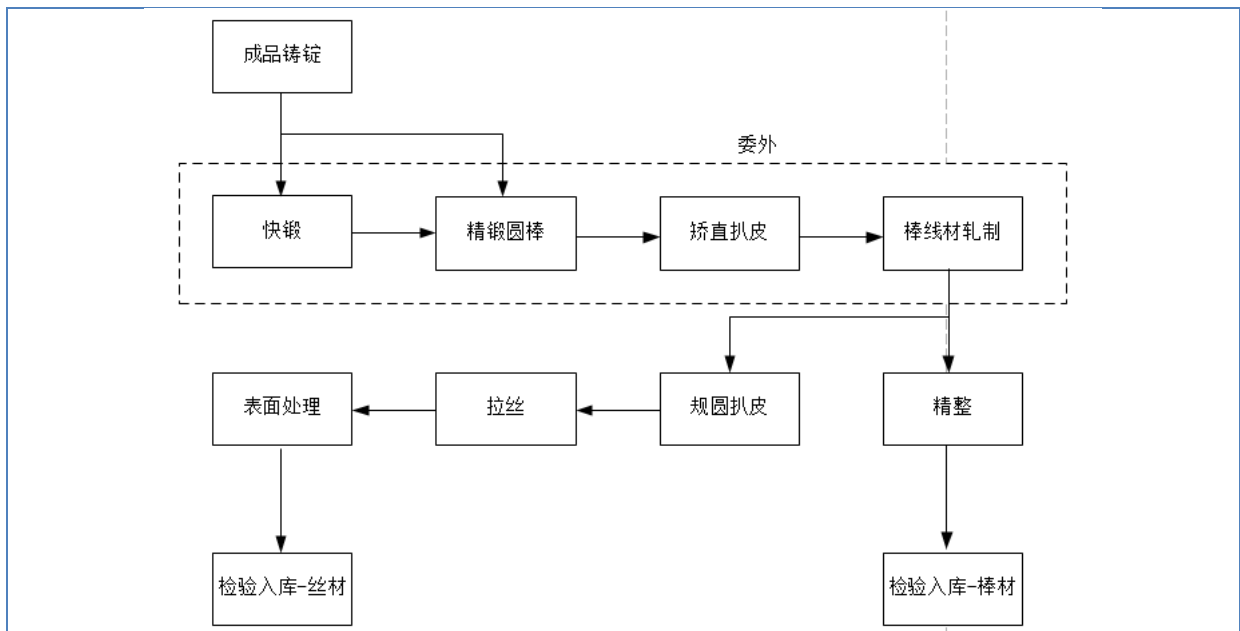 成品铸锭
委外
快锻
精锻圆棒
矫直扒皮
棒线材轧制
表面处理
拉丝
规圆扒皮
精整
检验入库-丝材
检验入库-棒材